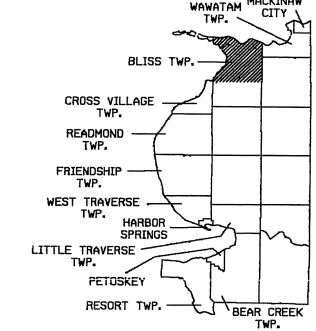 WAWATAM
TWP.
MACKINAW
CITY
BLISS TWP.
CROSS VILLAGE
TWP.
READMOND
TWP.
FRIENDSHIP
TWP.
WEST TRAVERSE
TWP.
HARBOR
SPRINGS
LITTLE TRAVERSE
TWP.
PETOSKEY
RESORT TWP.
BEAR CREEK
TWP.